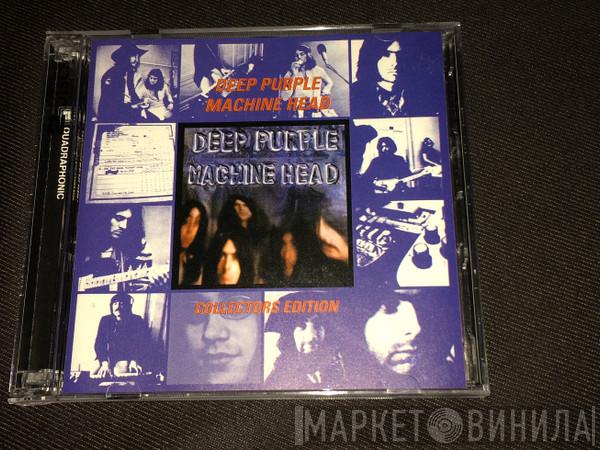 DEEP PURPLE
MACHINE HEAD
DEEP PURPLE
MACHINE HEAD
COLLECTORS EDITION
QUADRAPHONIC
МАРКЕТ ВИНИЛА